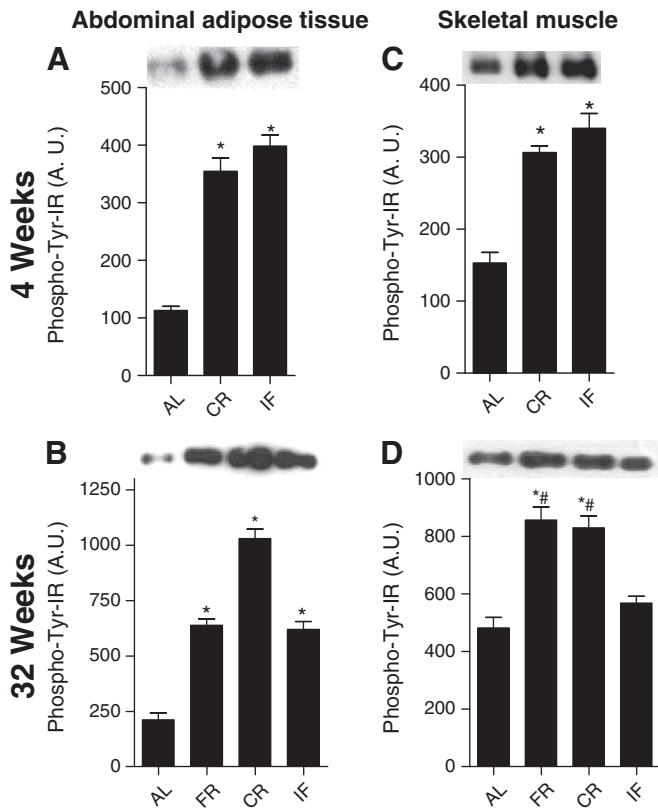 Abdominal adipose tissue
Skeletal muscle
4 Weeks
A
Phospho-Tyr-IR (A. U.)
500
400
300
200
100
0
*
*
AL
CR
IF
C
Phospho-Tyr-IR (A. U.)
400
300
200
100
0
*
*
AL
CR
IF
32 Weeks
B
Phospho-Tyr-IR (A.U.)
1250
1000
750
500
250
0
*
*
*
AL
FR
CR
IF
D
Phospho-Tyr-IR (A.U.)
1000
800
600
400
200
0
*#
*#
AL
FR
CR
IF